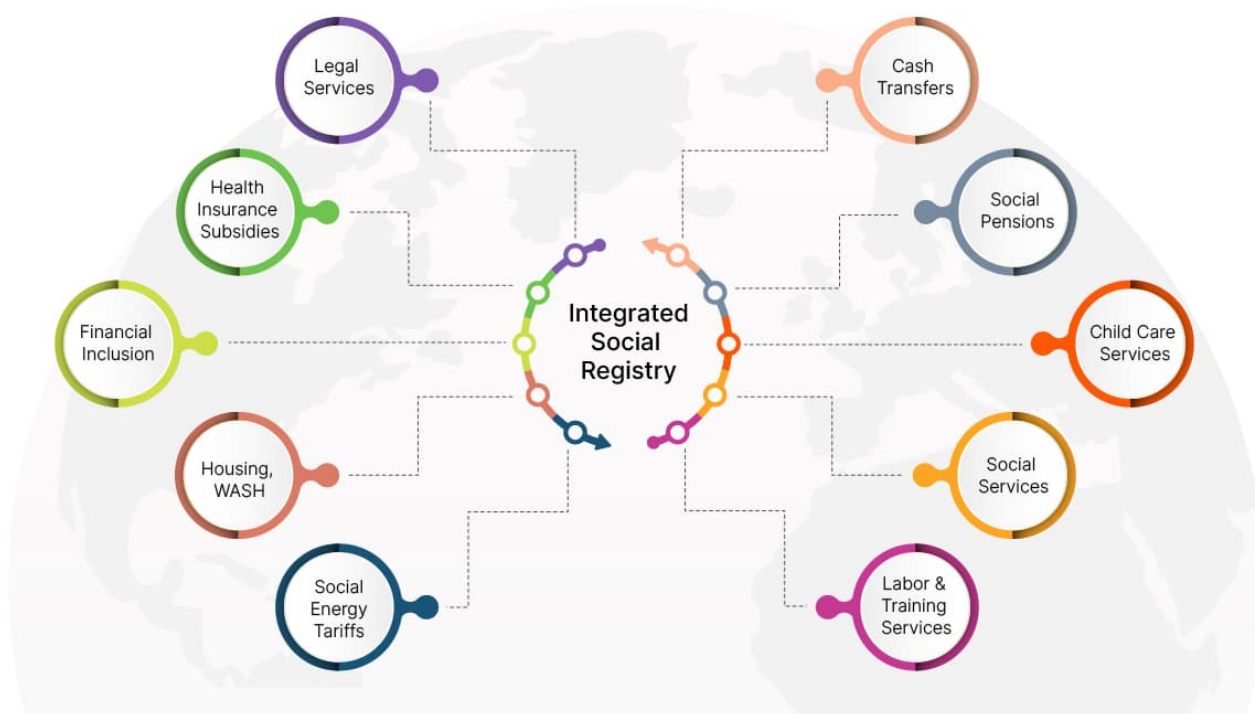 Legal
Services
Health
Insurance
Subsidies
Financial
Inclusion
Housing,
WASH
Social
Energy
Tariffs
Integrated
Social
Registry
Cash
Transfers
Social
Pensions
Child Care
Services
Social
Services
Labor &
Training
Services